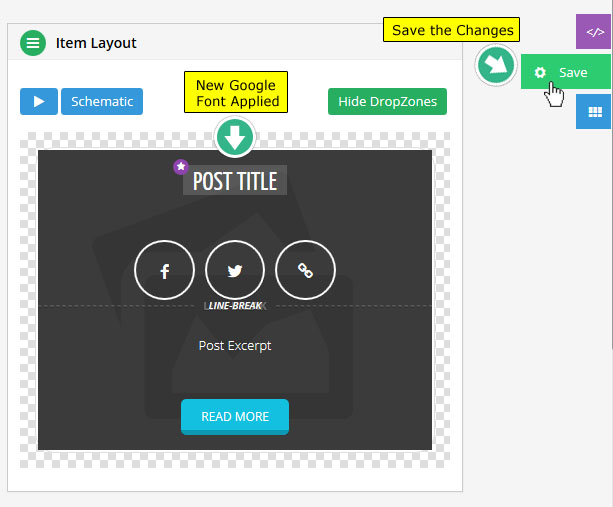 Save the Changes
</>
Item Layout
Save
New Google
Font Applied
Schematic
Hide DropZones
POST TITLE
LINE-BREAK
Post Excerpt
READ MORE